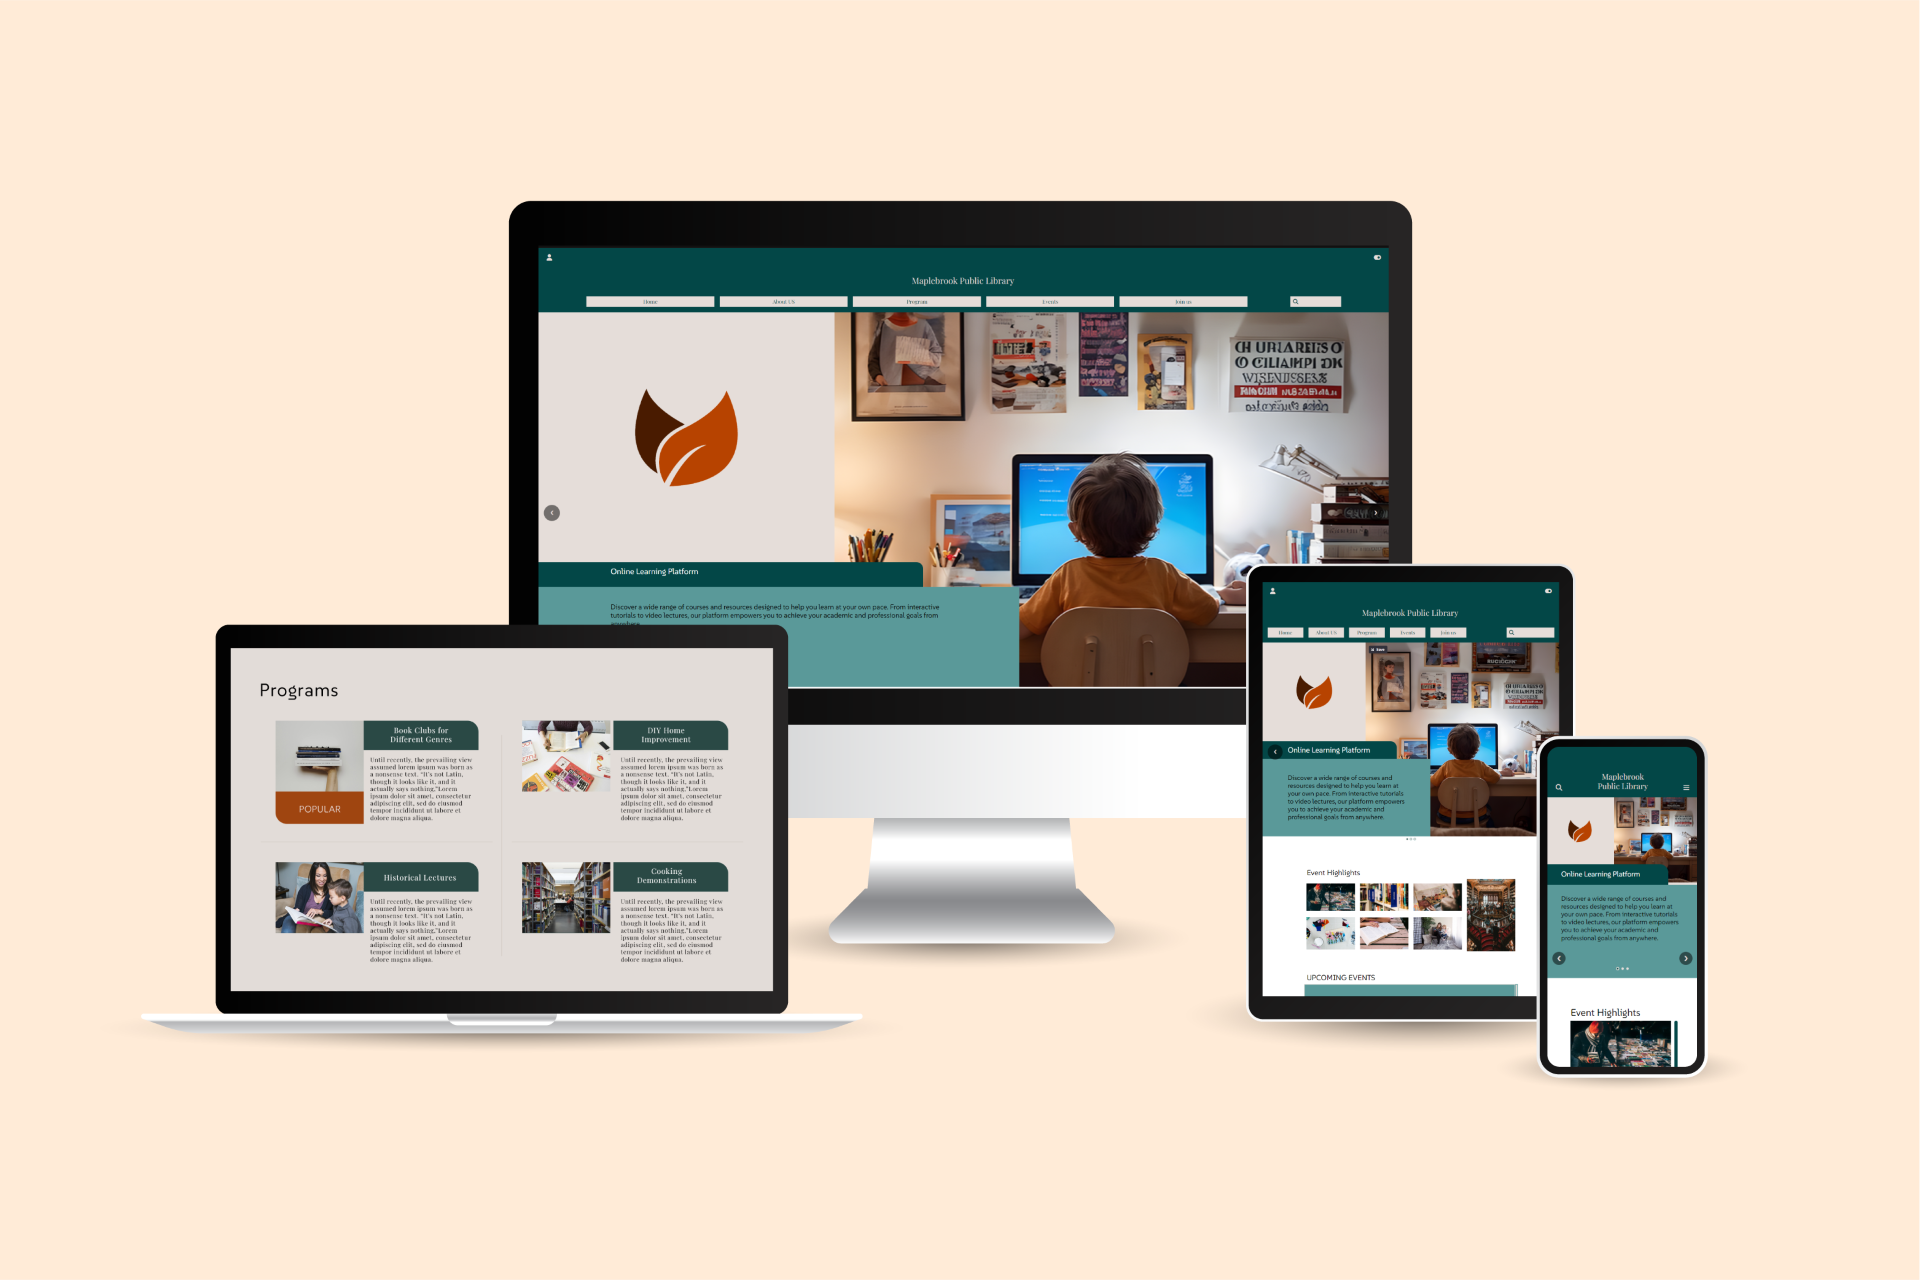 Maplebrook Public Library
Home
About US
Program
Events
Join us
Online Learning Platform
Discover a wide range of courses and resources designed to help you learn at your own pace. From interactive
tutorials to video lectures, our platform empowers you to achieve your academic and professional goals from
anywhere.
Programs
Book Clubs for
Different Genres
Until recently, the prevailing view
assumed lorem ipsum was born as
a nonsense text. "It's not Latin,
though it looks like it, and it
actually says nothing,"Lorem
ipsum dolor sit amet, consectetur
adipiscing elit, sed do eiusmod
tempor incididunt ut labore et
dolore magna aliqua.
POPULAR
DIY Home
Improvement
Until recently, the prevailing view
assumed lorem ipsum was born as
a nonsense text. "It's not Latin,
though it looks like it, and it
actually says nothing,"Lorem
ipsum dolor sit amet, consectetur
adipiscing elit, sed do eiusmod
tempor incididunt ut labore et
dolore magna aliqua.
Historical Lectures
Until recently, the prevailing view
assumed lorem ipsum was born as
a nonsense text. "It's not Latin,
though it looks like it, and it
actually says nothing,"Lorem
ipsum dolor sit amet, consectetur
adipiscing elit, sed do eiusmod
tempor incididunt ut labore et
dolore magna aliqua.
Cooking
Demonstrations
Until recently, the prevailing view
assumed lorem ipsum was born as
a nonsense text. "It's not Latin,
though it looks like it, and it
actually says nothing,"Lorem
ipsum dolor sit amet, consectetur
adipiscing elit, sed do eiusmod
tempor incididunt ut labore et
dolore magna aliqua.
Maplebrook Public Library
Home
About US
Program
Events
Join us
Save
Online Learning Platform
Discover a wide range of courses and
resources designed to help you learn at
your own pace. From interactive tutorials
to video lectures, our platform empowers
you to achieve your academic and
professional goals from anywhere.
Event Highlights
UPCOMING EVENTS
Maplebrook
Public Library
Online Learning Platform
Discover a wide range of courses and
resources designed to help you learn at
your own pace. From interactive tutorials
to video lectures, our platform empowers
you to achieve your academic and
professional goals from anywhere.
Event Highlights